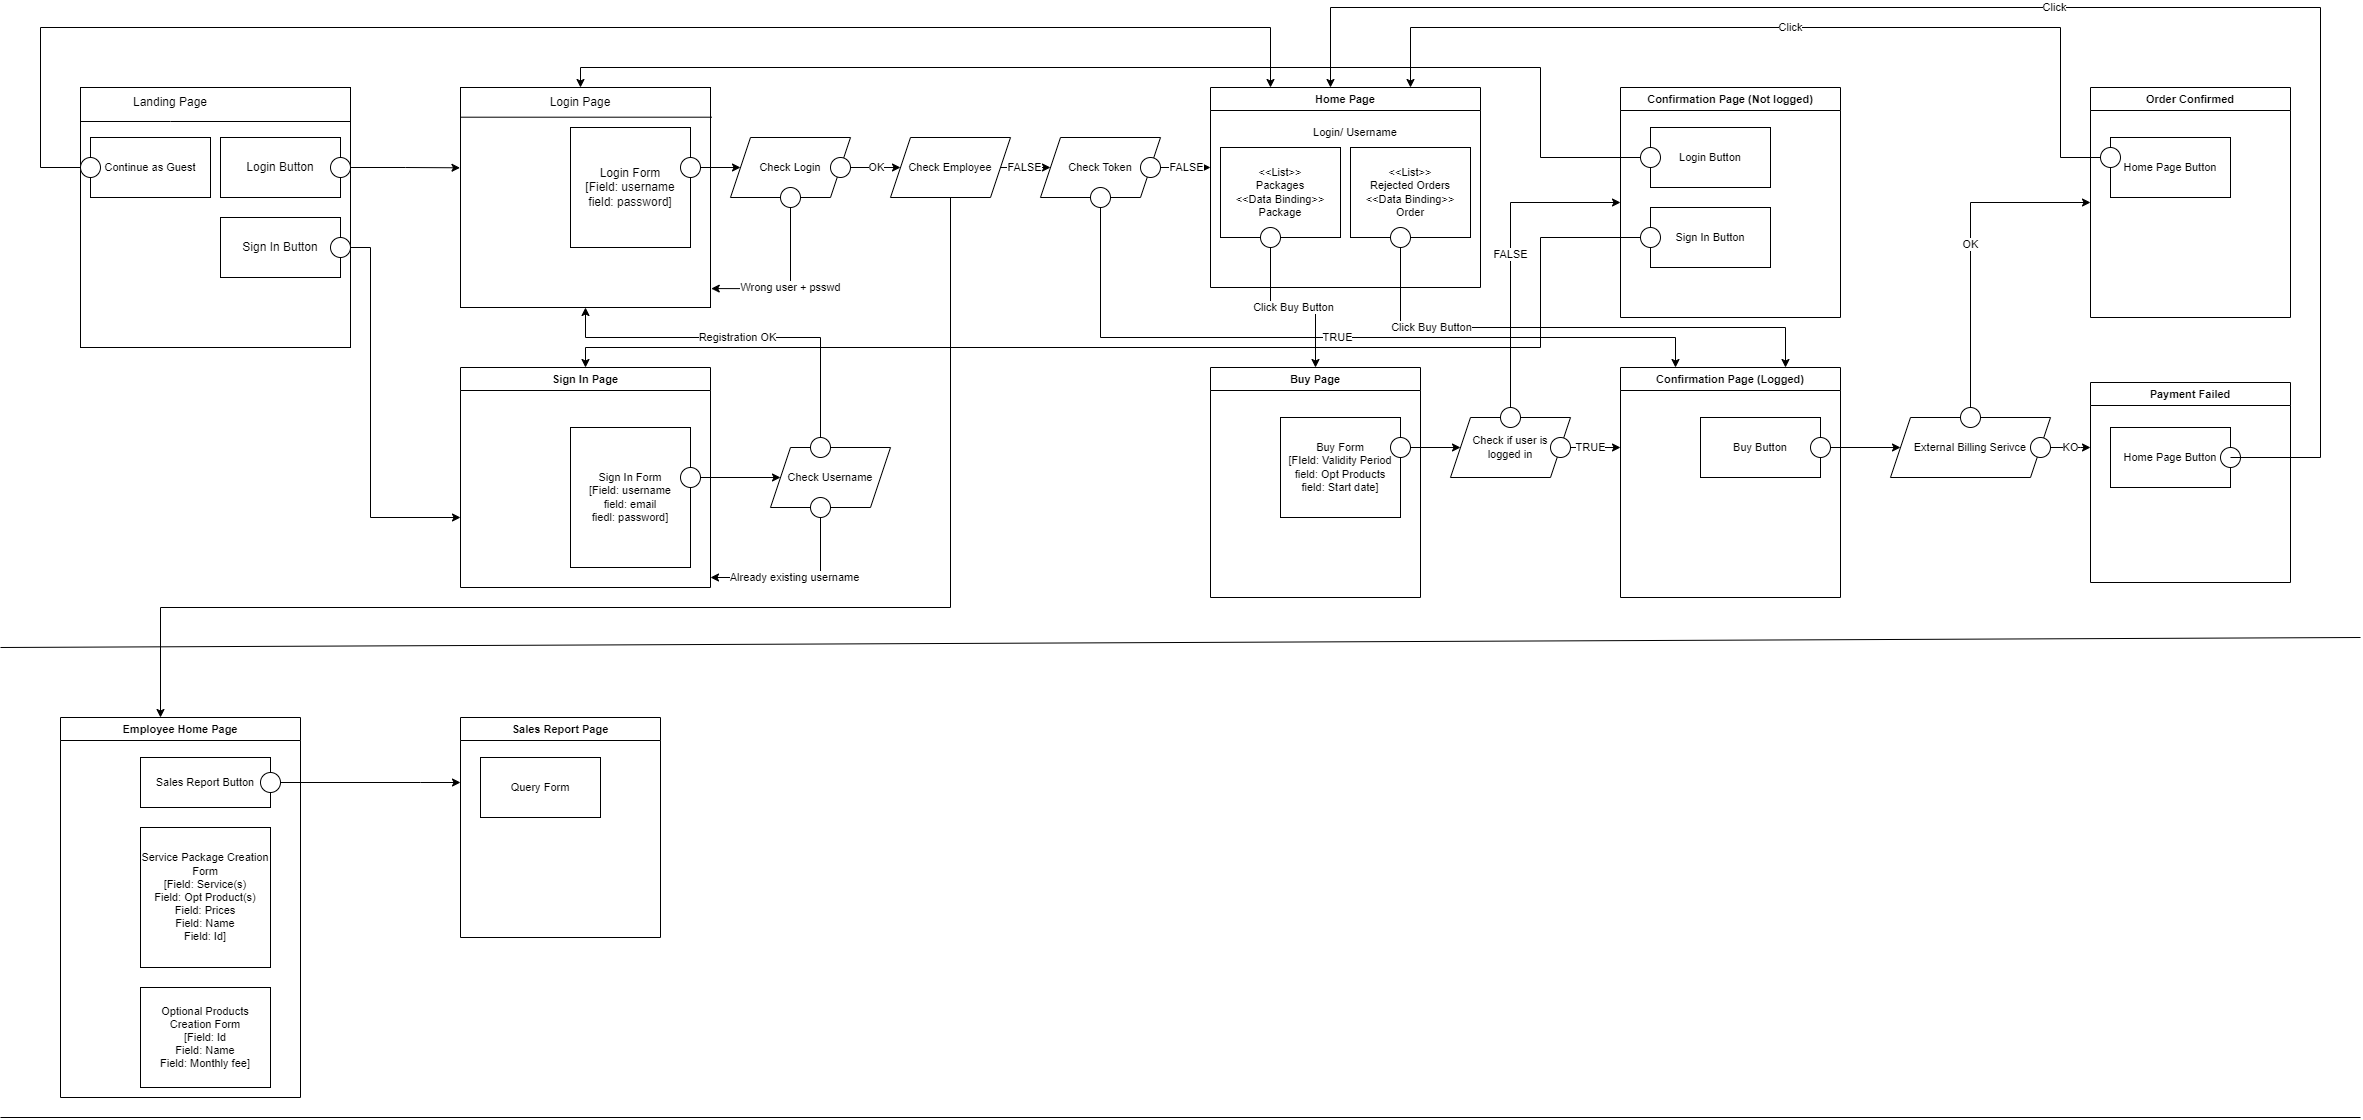 Click
Click
Landing Page
Continue as Guest
Login Button
Sign In Button
Login Page
Login Form
[Field: username
field: password]
Check Login
OK
Wrong user + psswd
Check Employee
FALSE
Check Token
FALSE
TRUE
Home Page
Login/ Username
<<List>>
Packages
<<Data Binding>>
Package
<<List>>
Rejected Orders
<<Data Binding>>
Order
Click Buy Button
Click Buy Button
Confirmation Page (Not logged)
Login Button
Sign In Button
FALSE
Order Confirmed
Home Page Button
OK
Registration OK
Sign In Page
Sign In Form
[Field: username
field: email
fiedl: password]
Check Username
Already existing username
Buy Page
Buy Form
[FIeld: Validity Period
field: Opt Products
field: Start date]
Check if user is
logged in
TRUE
Confirmation Page (Logged)
Buy Button
External Billing Serivce
KO
Payment Failed
Home Page Button
Employee Home Page
Sales Report Button
Service Package Creation
Form
[Field: Service(s)
Field: Opt Product(s)
Field: Prices
Field: Name
Field: Id]
Optional Products
Creation Form
[Field: Id
Field: Name
Field: Monthly fee]
Sales Report Page
Query Form